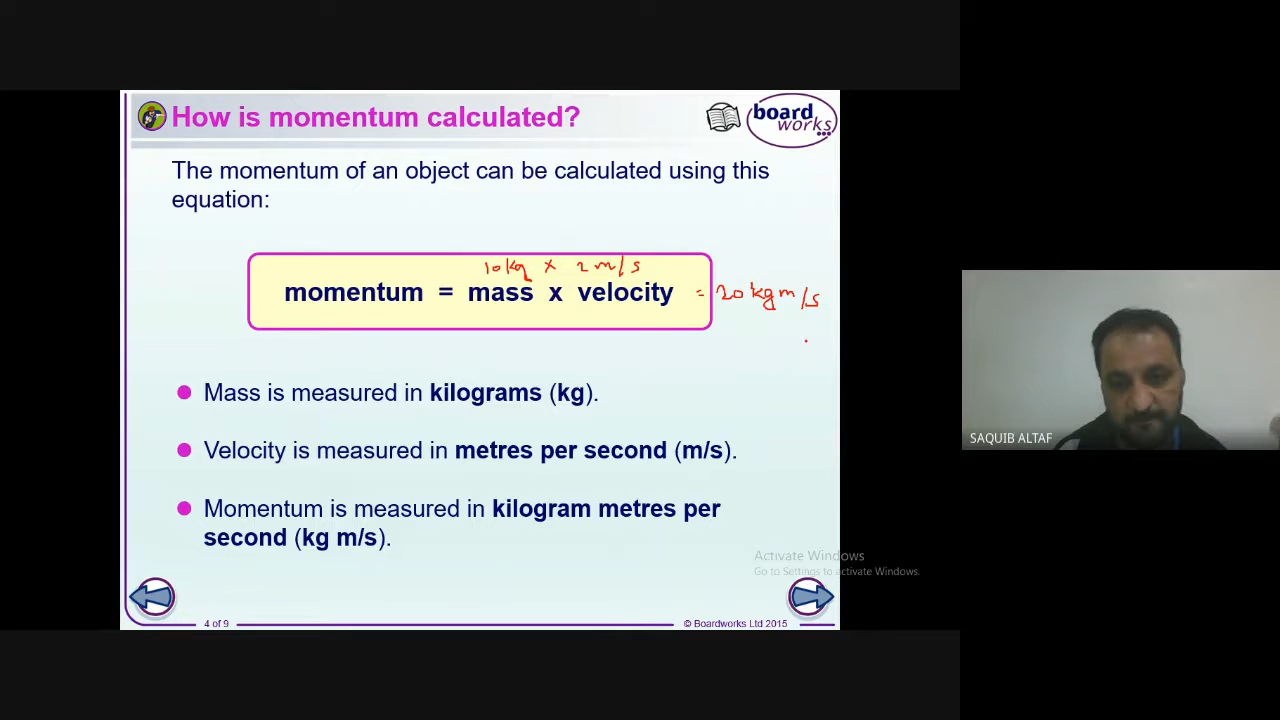 How is momentum calculated?
board
works
The momentum of an object can be calculated using this
equation:
10kg x 2 m/s
momentum = mass x velocity = 20 kg m/s
Mass is measured in kilograms (kg).
Velocity is measured in metres per second (m/s).
Momentum is measured in kilogram metres per
second (kg m/s).
SAQUIB ALTAF
Activate Windows
Go to Settings to activate Windows.
4 of 9
© Boardworks Ltd 2015